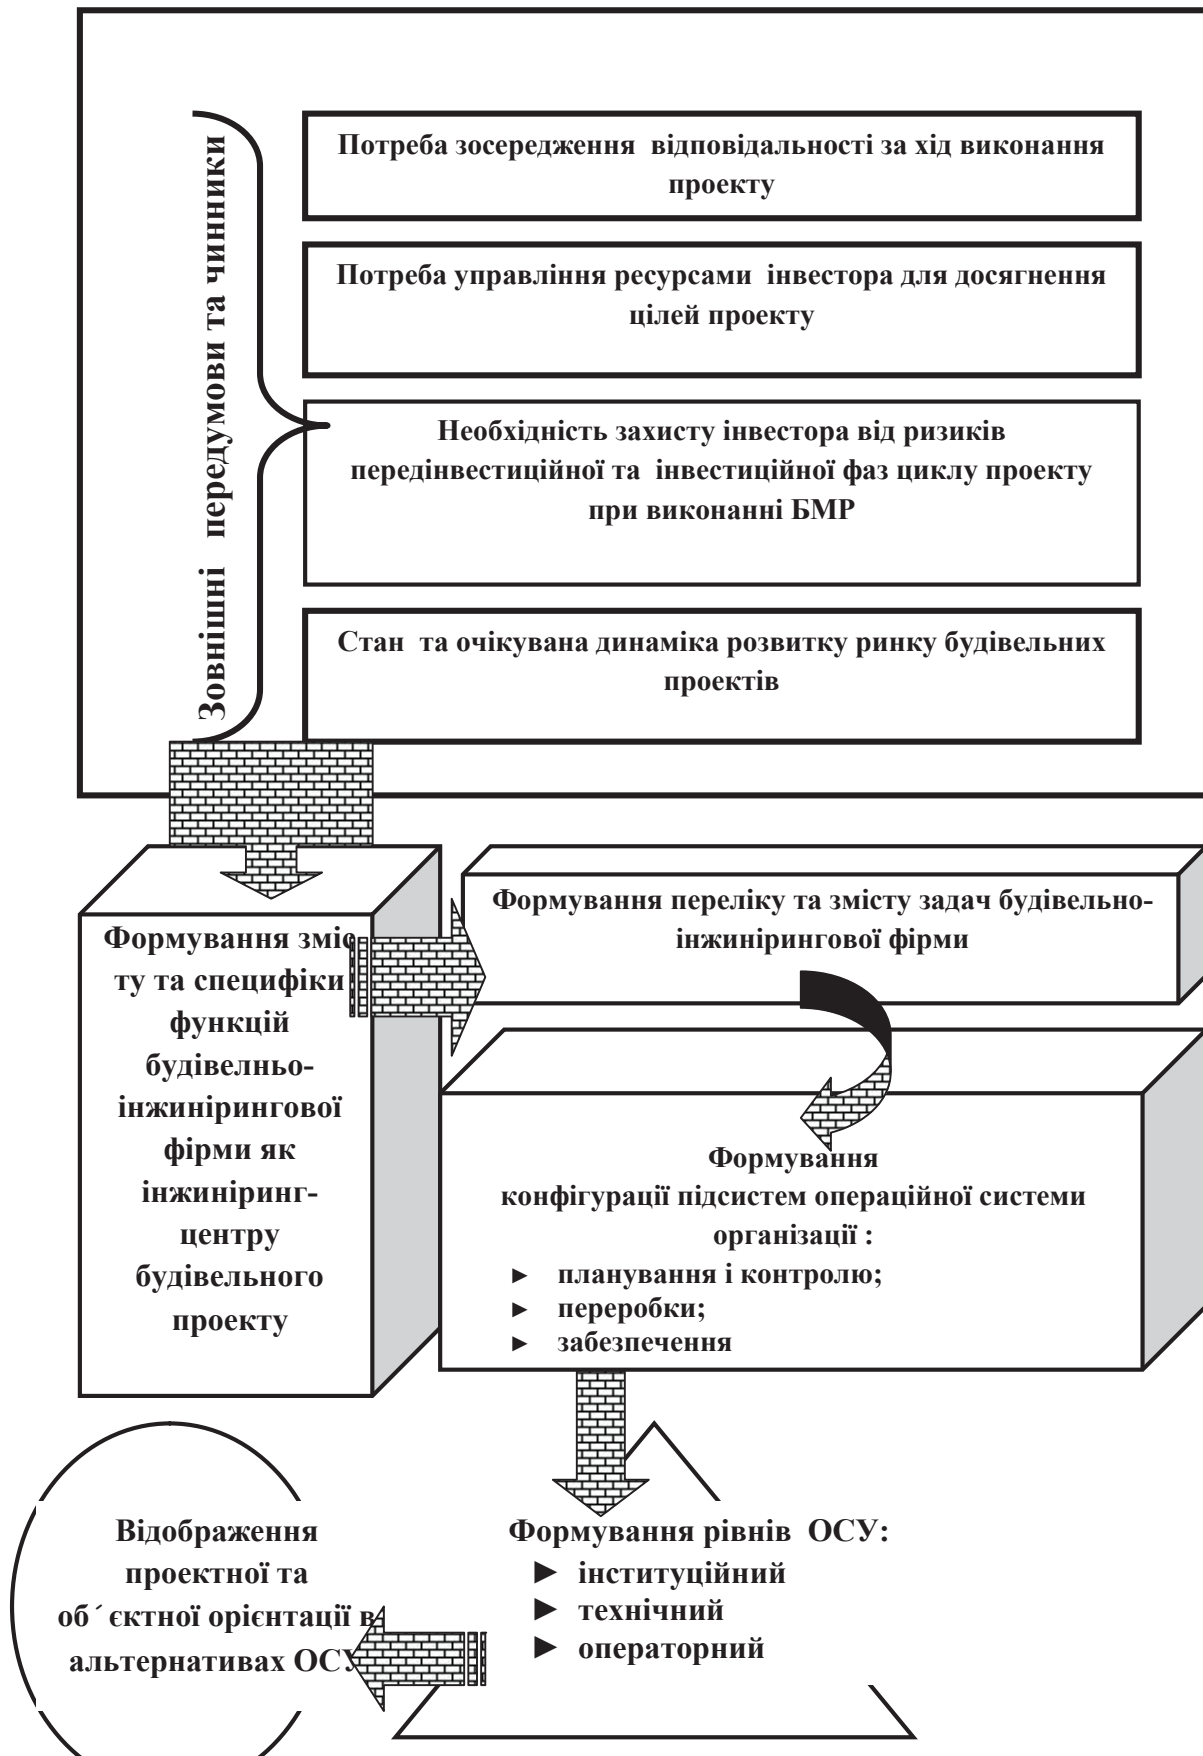 Зовнішні передумови та чинники
Потреба зосередження відповідальності за хід виконання
проекту
Потреба управління ресурсами інвестора для досягнення
цілей проекту
Необхідність захисту інвестора від ризиків
передінвестиційної та інвестиційної фаз циклу проекту
при виконанні БМР
Стан та очікувана динаміка розвитку ринку будівельних
проектів
Формування зміс
ту та специфіки
функцій
будівелньо-
інжинірингової
фірми як
інжиніринг-
центру
будівельного
проекту
Формування переліку та змісту задач будівельно-
інжинірингової фірми
Формування
конфігурації підсистем операційної системи
організації :
► планування і контролю;
► переробки;
► забезпечення
Формування рівнів ОСУ:
► інституційний
► технічний
► операторний
Відображення
проектної та
об´єктної орієнтації в
альтернативах ОСУ